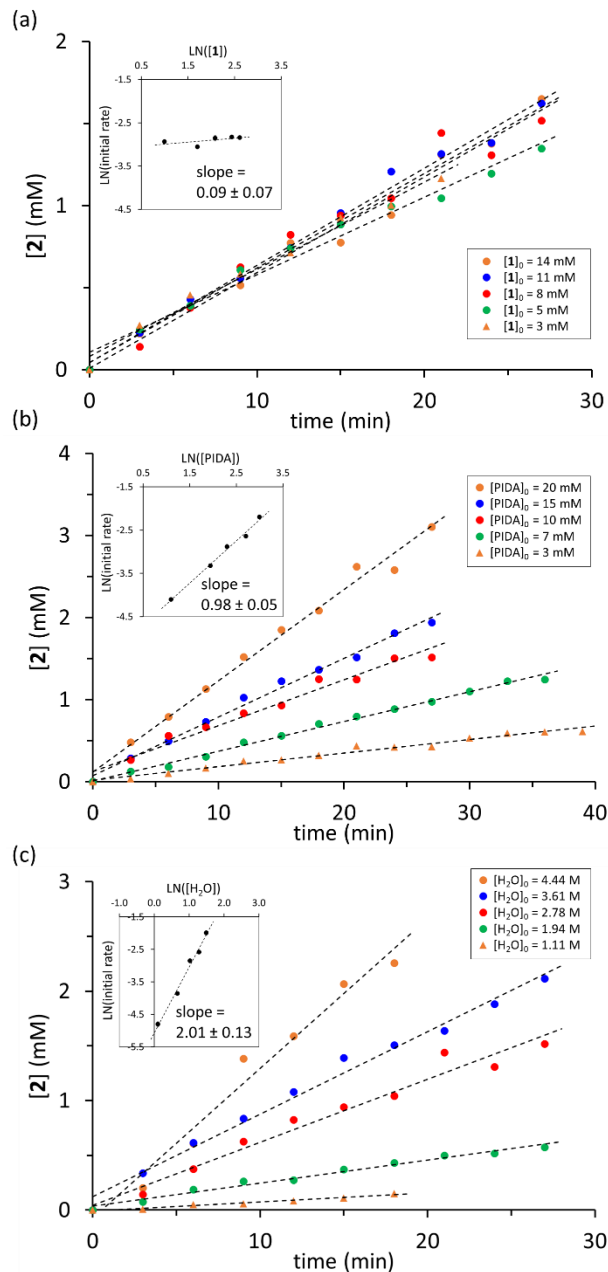 (a)
2
1
0
[2] (mM)
0
10
20
30
time (min)
LN([1])
0.5
1.5
2.5
3.5
-1.5
-3.0
-4.5
LN(initial rate)
slope =
0.09 ± 0.07
[1]₀ = 14 mM
[1]₀ = 11 mM
[1]₀ = 8 mM
[1]₀ = 5 mM
[1]₀ = 3 mM
(b)
4
3
2
1
0
[2] (mM)
0
10
20
30
40
time (min)
LN([PIDA])
0.5
1.5
2.5
3.5
-1.5
-2.5
-3.5
-4.5
LN(initial rate)
slope =
0.98 ± 0.05
[PIDA]₀ = 20 mM
[PIDA]₀ = 15 mM
[PIDA]₀ = 10 mM
[PIDA]₀ = 7 mM
[PIDA]₀ = 3 mM
(c)
3
2
1
0
[2] (mM)
0
10
20
30
time (min)
LN([H₂O])
-1.0
1.0
3.0
-1.5
-2.5
-3.5
-4.5
-5.5
LN(initial rate)
slope =
2.01 ± 0.13
[H₂O]₀ = 4.44 M
[H₂O]₀ = 3.61 M
[H₂O]₀ = 2.78 M
[H₂O]₀ = 1.94 M
[H₂O]₀ = 1.11 M